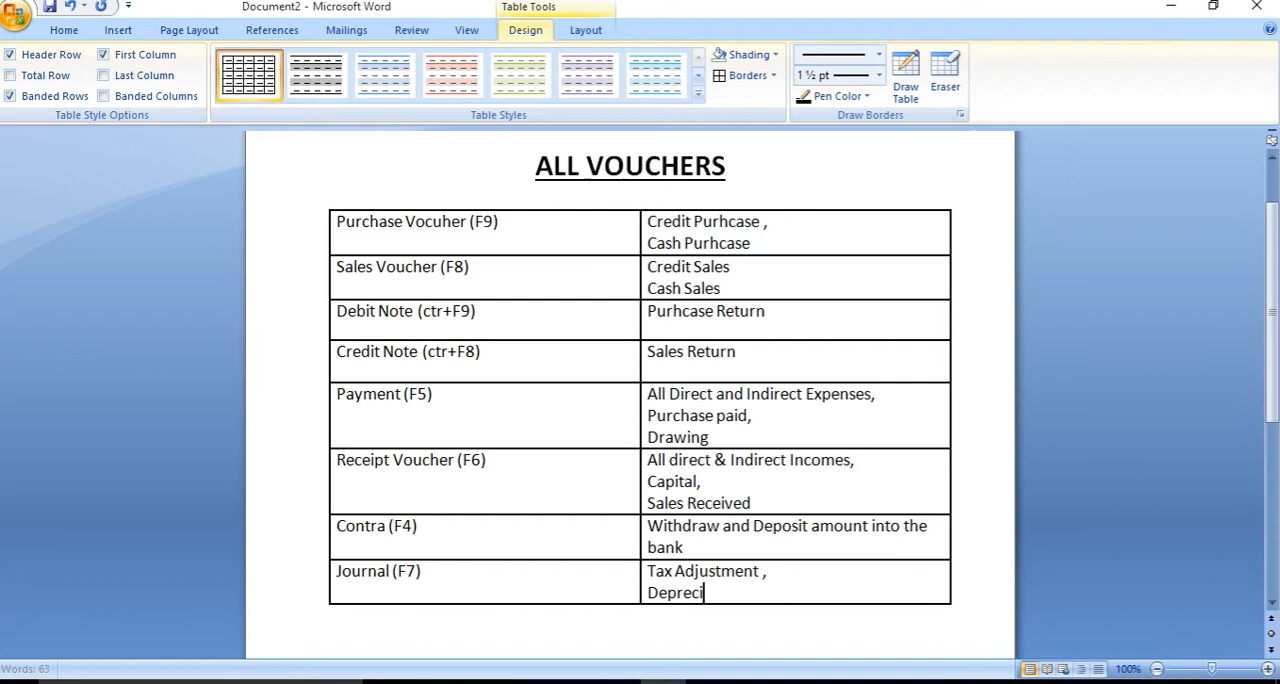 Document2 - Microsoft Word
Table Tools
Home Insert Page Layout References Mailings Review View Design Layout
Header Row First Column
Total Row Last Column
Banded Rows Banded Columns
Table Style Options
Table Styles
Shading
Borders
1 ½ pt
Pen Color
Draw Table
Eraser
Draw Borders
ALL VOUCHERS
Purchase Vocuher (F9)
Credit Purhcase ,
Cash Purhcase
Sales Voucher (F8)
Credit Sales
Cash Sales
Debit Note (ctr+F9)
Purhcase Return
Credit Note (ctr+F8)
Sales Return
Payment (F5)
All Direct and Indirect Expenses,
Purchase paid,
Drawing
Receipt Voucher (F6)
All direct & Indirect Incomes,
Capital,
Sales Received
Contra (F4)
Withdraw and Deposit amount into the
bank
Journal (F7)
Tax Adjustment ,
Depreci
Words: 63
100%